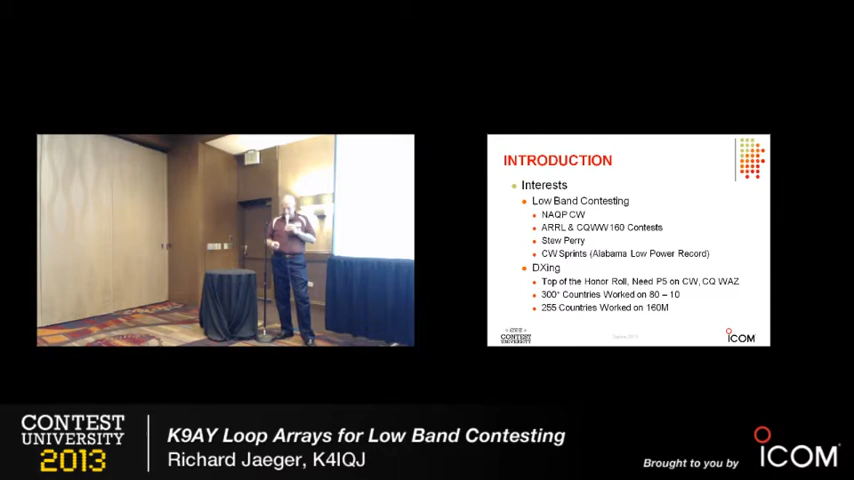 INTRODUCTION
Interests
Low Band Contesting
NAQP CW
ARRL & CQWW 160 Contests
Stew Perry
CW Sprints (Alabama Low Power Record)
DXing
Top of the Honor Roll, Need P5 on CW, CQ WAZ
300+ Countries Worked on 80 – 10
255 Countries Worked on 160M
CONTEST
UNIVERSITY
ICOM
CONTEST
UNIVERSITY
2013
K9AY Loop Arrays for Low Band Contesting
Richard Jaeger, K4IQJ
Brought to you by
ICOM